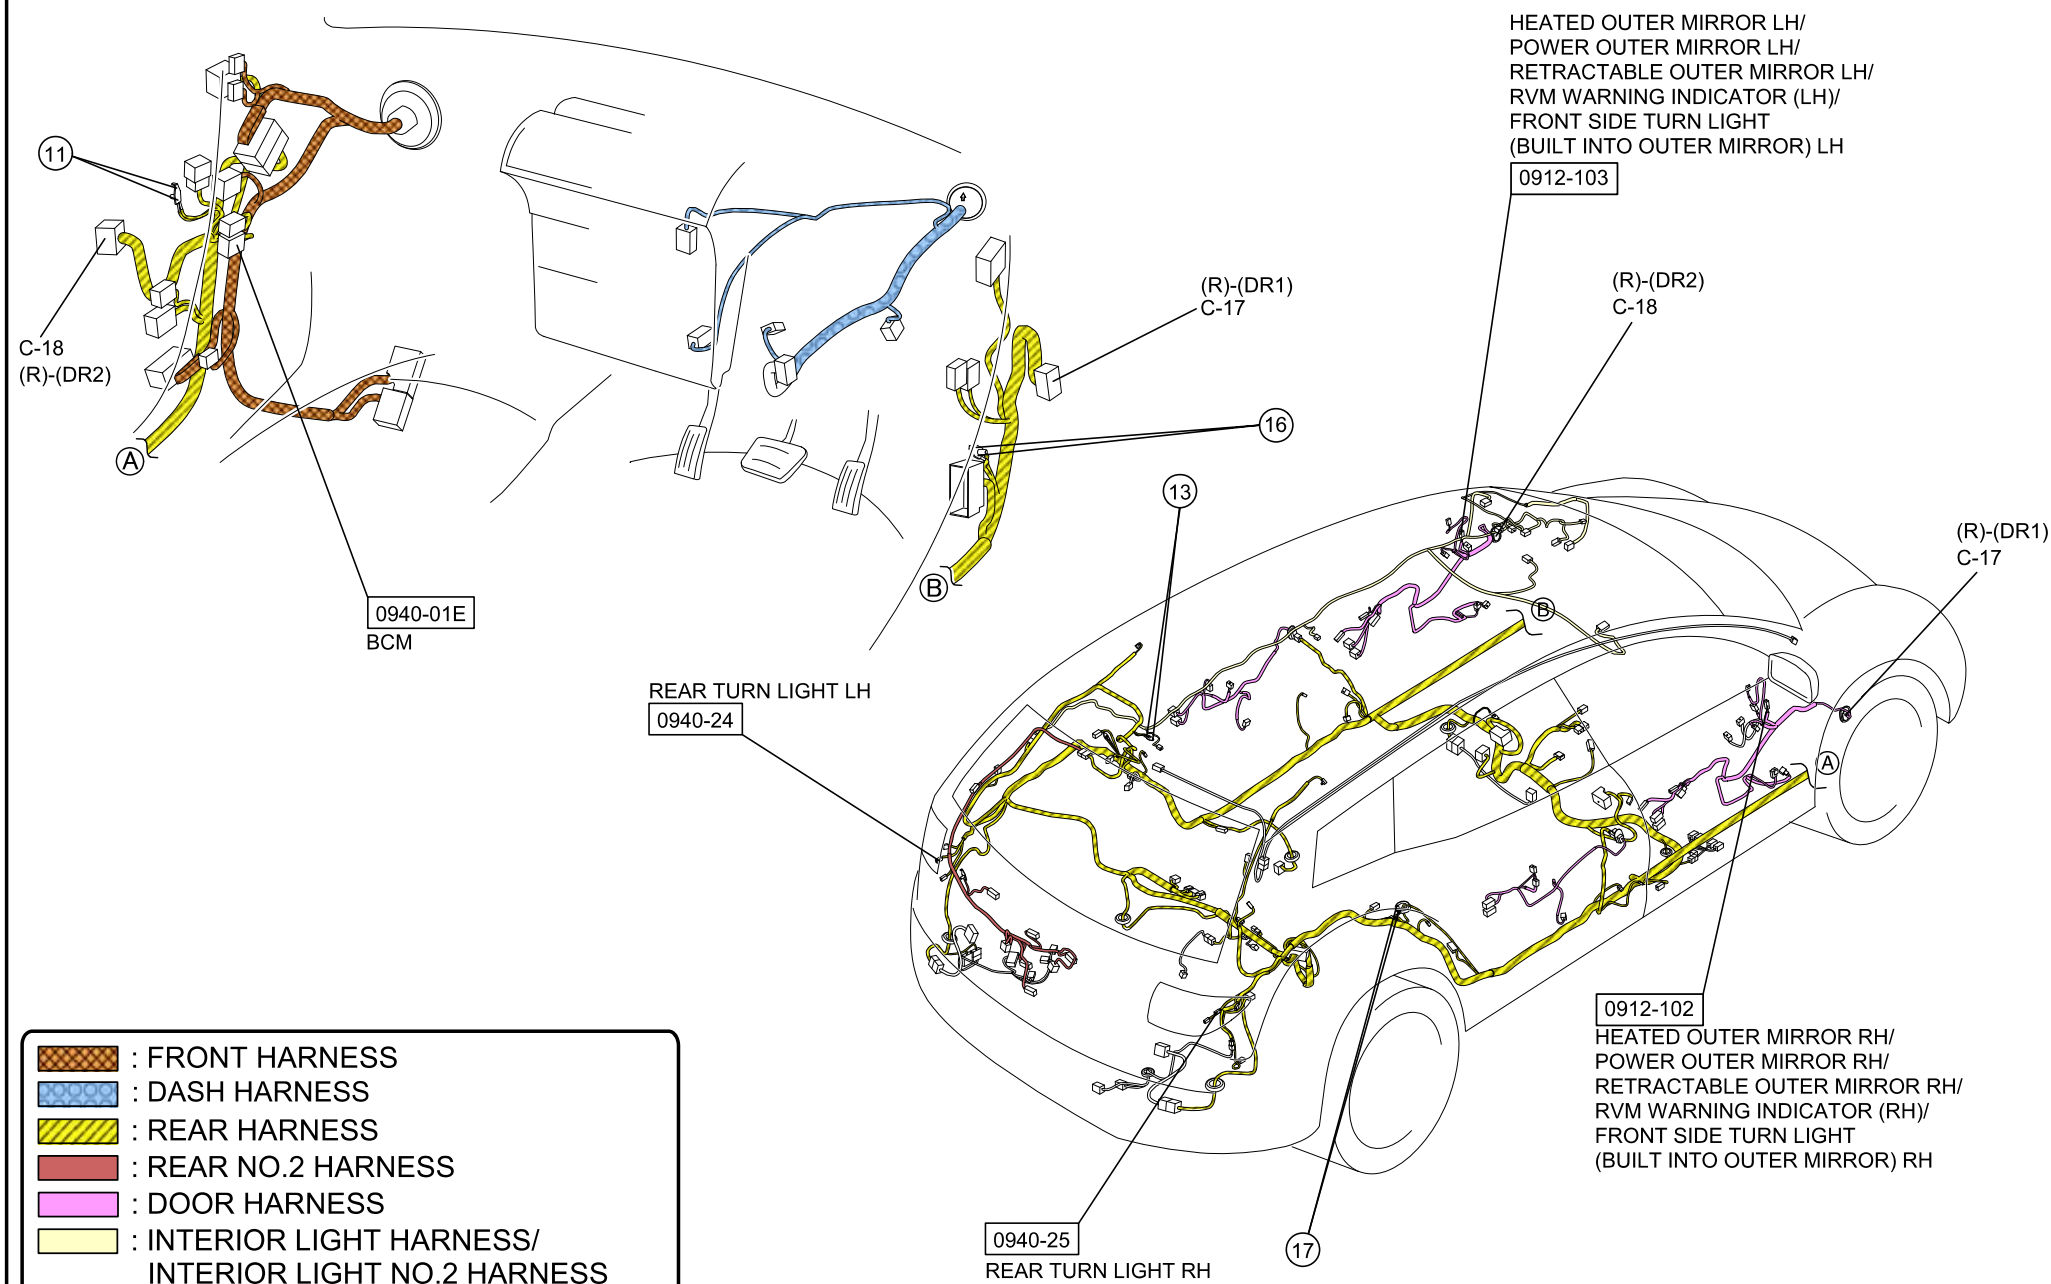 HEATED OUTER MIRROR LH/
POWER OUTER MIRROR LH/
RETRACTABLE OUTER MIRROR LH/
RVM WARNING INDICATOR (LH)/
FRONT SIDE TURN LIGHT
(BUILT INTO OUTER MIRROR) LH
0912-103
11
C-18
(R)-(DR2)
A
0940-01E
BCM
(R)-(DR1)
C-17
16
B
(R)-(DR2)
C-18
13
(R)-(DR1)
C-17
B
A
REAR TURN LIGHT LH
0940-24
0912-102
HEATED OUTER MIRROR RH/
POWER OUTER MIRROR RH/
RETRACTABLE OUTER MIRROR RH/
RVM WARNING INDICATOR (RH)/
FRONT SIDE TURN LIGHT
(BUILT INTO OUTER MIRROR) RH
0940-25
REAR TURN LIGHT RH
17
: FRONT HARNESS
: DASH HARNESS
: REAR HARNESS
: REAR NO.2 HARNESS
: DOOR HARNESS
: INTERIOR LIGHT HARNESS/
INTERIOR LIGHT NO.2 HARNESS